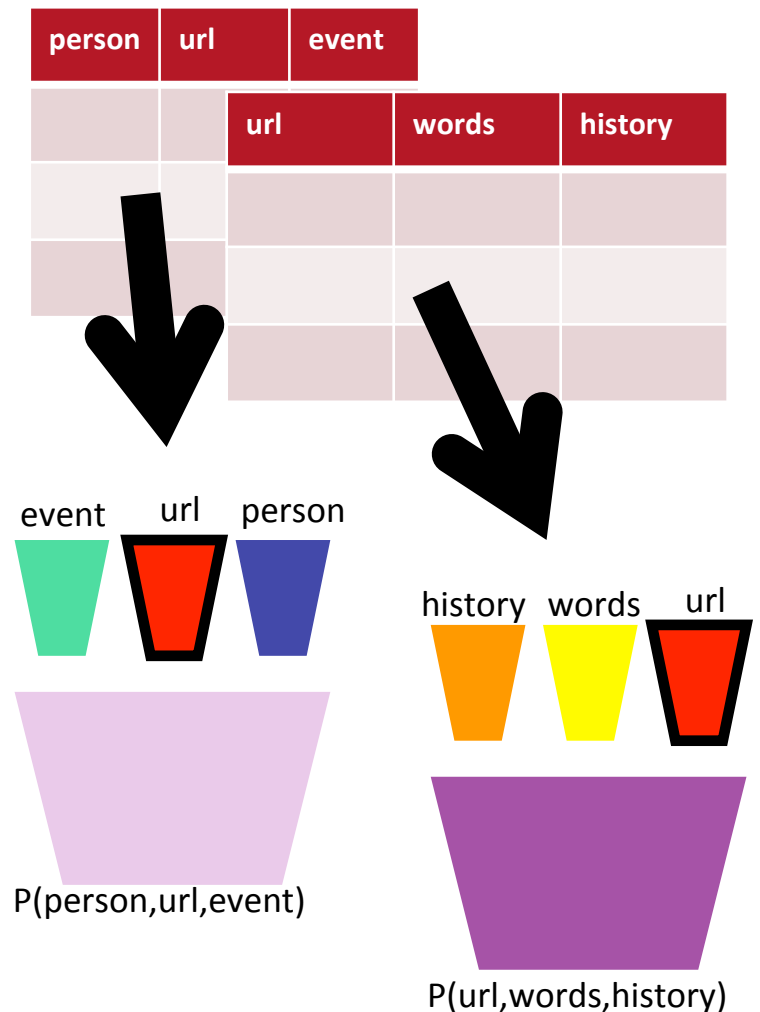 person url event
url words history
event url person
history words url
P(person,url,event)
P(url,words,history)